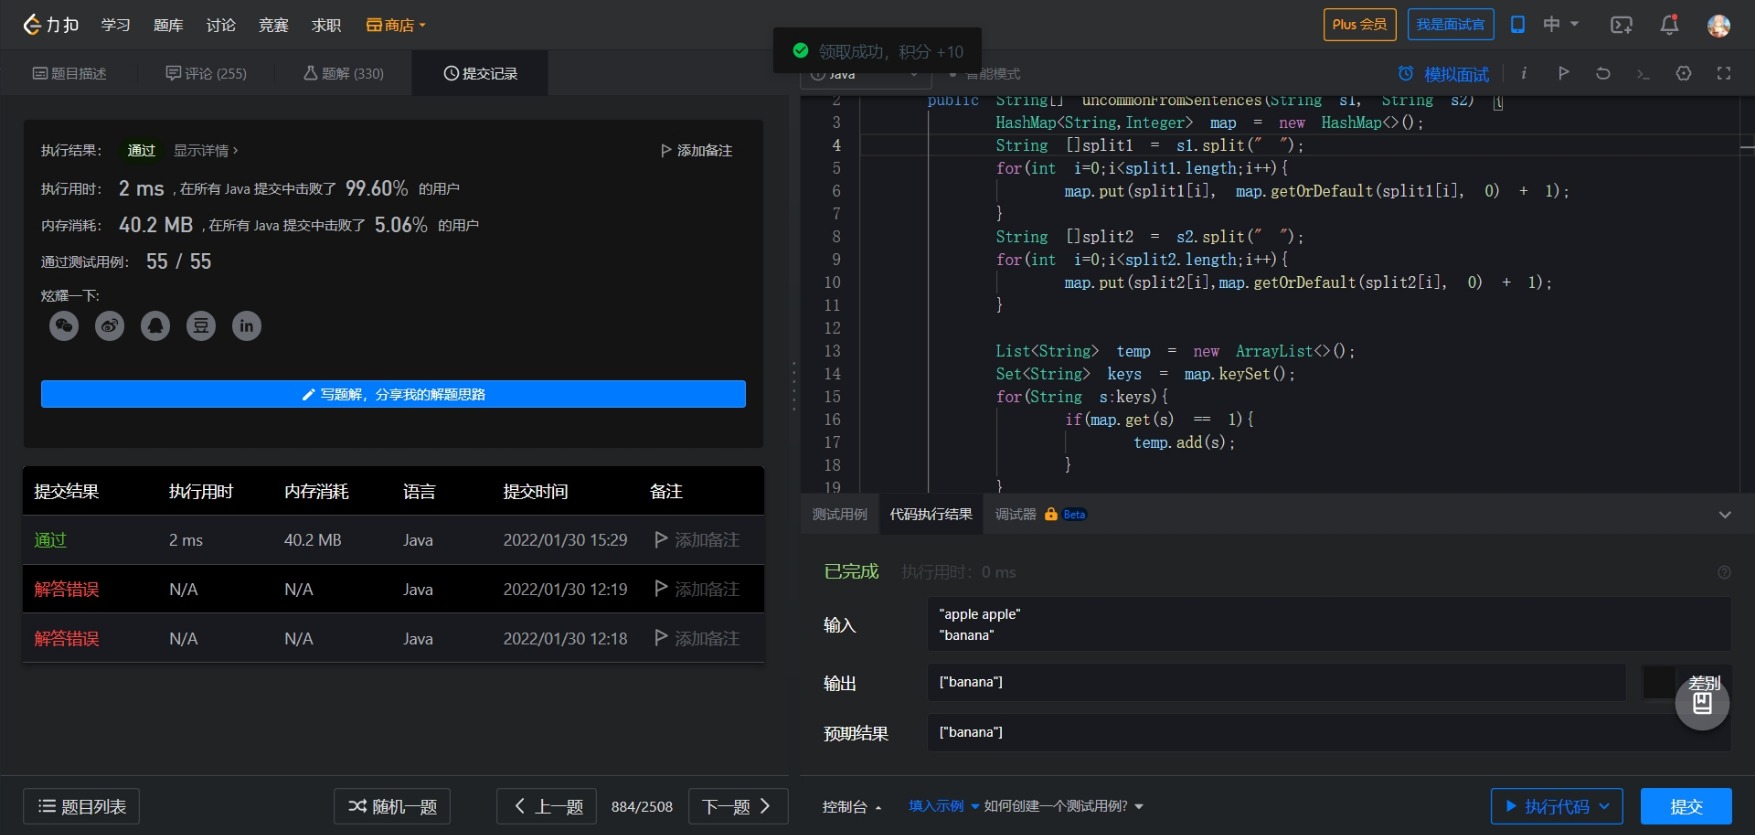 力扣 学习 题库 讨论 竞赛 求职 商店
Plus 会员 我是面试官 中
领取成功，积分 +10
题目描述 评论 (255) 题解 (330) 提交记录
Java 智能模式 模拟面试
执行结果： 通过 显示详情 > 添加备注
执行用时： 2 ms , 在所有 Java 提交中击败了 99.60% 的用户
内存消耗： 40.2 MB , 在所有 Java 提交中击败了 5.06% 的用户
通过测试用例： 55 / 55
炫耀一下:
豆 in
写题解，分享我的解题思路
提交结果 执行用时 内存消耗 语言 提交时间 备注
通过 2 ms 40.2 MB Java 2022/01/30 15:29 添加备注
解答错误 N/A N/A Java 2022/01/30 12:19 添加备注
解答错误 N/A N/A Java 2022/01/30 12:18 添加备注
2 public String[] uncommonFromSentences(String s1, String s2) {
3 HashMap<String,Integer> map = new HashMap<>();
4 String []split1 = s1.split(" ");
5 for(int i=0;i<split1.length;i++){
6 map.put(split1[i], map.getOrDefault(split1[i], 0) + 1);
7 }
8 String []split2 = s2.split(" ");
9 for(int i=0;i<split2.length;i++){
10 map.put(split2[i],map.getOrDefault(split2[i], 0) + 1);
11 }
12
13 List<String> temp = new ArrayList<>();
14 Set<String> keys = map.keySet();
15 for(String s:keys){
16 if(map.get(s) == 1){
17 temp.add(s);
18 }
19 }
测试用例 代码执行结果 调试器 Beta
已完成 执行用时：0 ms
输入 "apple apple"
"banana"
输出 ["banana"] 差别
预期结果 ["banana"]
题目列表 随机一题 上一题 884/2508 下一题
控制台 填入示例 如何创建一个测试用例? 执行代码 提交